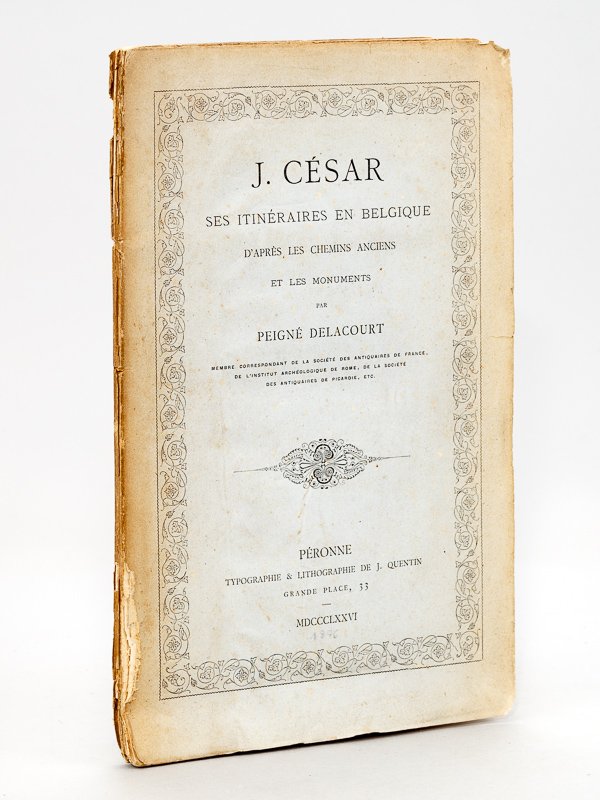 J. CÉSAR
SES ITINÉRAIRES EN BELGIQUE
D'APRÈS LES CHEMINS ANCIENS
ET LES MONUMENTS
PAR
PEIGNÉ DELACOURT
MEMBRE CORRESPONDANT DE LA SOCIÉTÉ DES ANTIQUAIRES DE FRANCE,
DE L'INSTITUT ARCHÉOLOGIQUE DE ROME, DE LA SOCIÉTÉ
DES ANTIQUAIRES DE PICARDIE, ETC.
PÉRONNE
TYPOGRAPHIE & LITHOGRAPHIE DE J. QUENTIN
GRANDE PLACE, 33
MDCCCLXXVI
1876